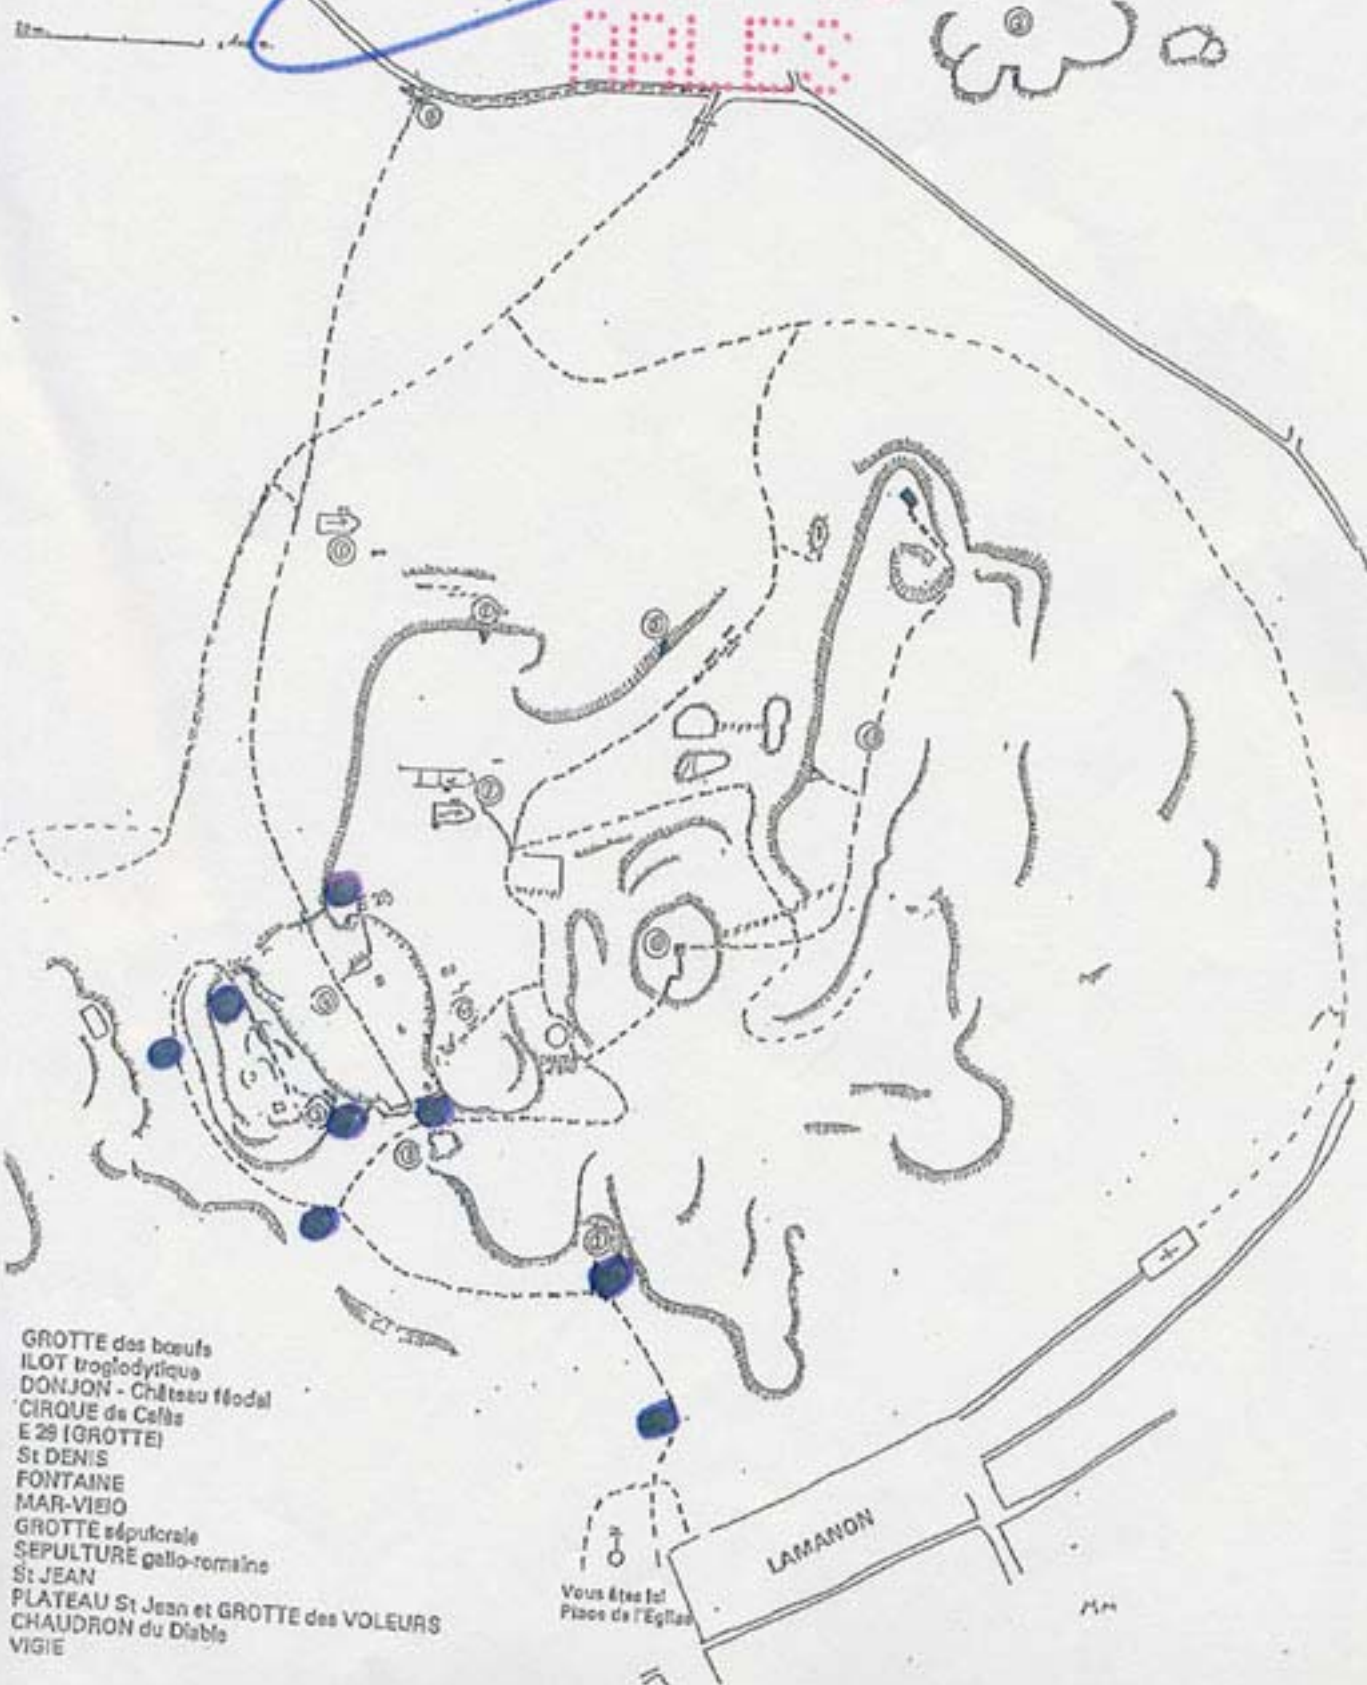 ARLES
GROTTE des bœufs
ILOT troglodytique
DONJON - Château féodal
CIRQUE de Calès
E 29 (GROTTE)
St DENIS
FONTAINE
MAR-VIEIO
GROTTE sépulcrale
SEPULTURE gallo-romaine
St JEAN
PLATEAU St Jean et GROTTE des VOLEURS
CHAUDRON du Diable
VIGIE
Vous êtes ici
Place de l'Eglise
LAMANON